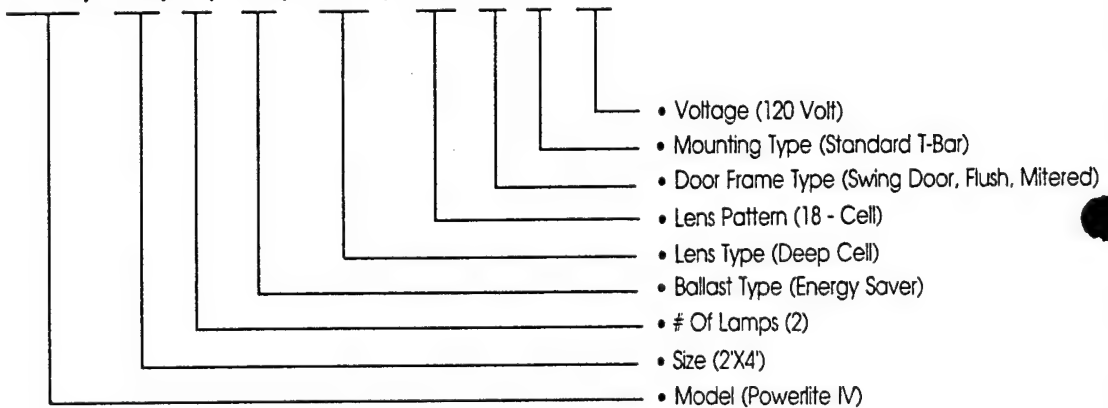 • Voltage (120 Volt)
• Mounting Type (Standard T-Bar)
• Door Frame Type (Swing Door, Flush, Mitered)
• Lens Pattern (18 - Cell)
• Lens Type (Deep Cell)
• Ballast Type (Energy Saver)
• # Of Lamps (2)
• Size (2'X4')
• Model (Powerlite IV)